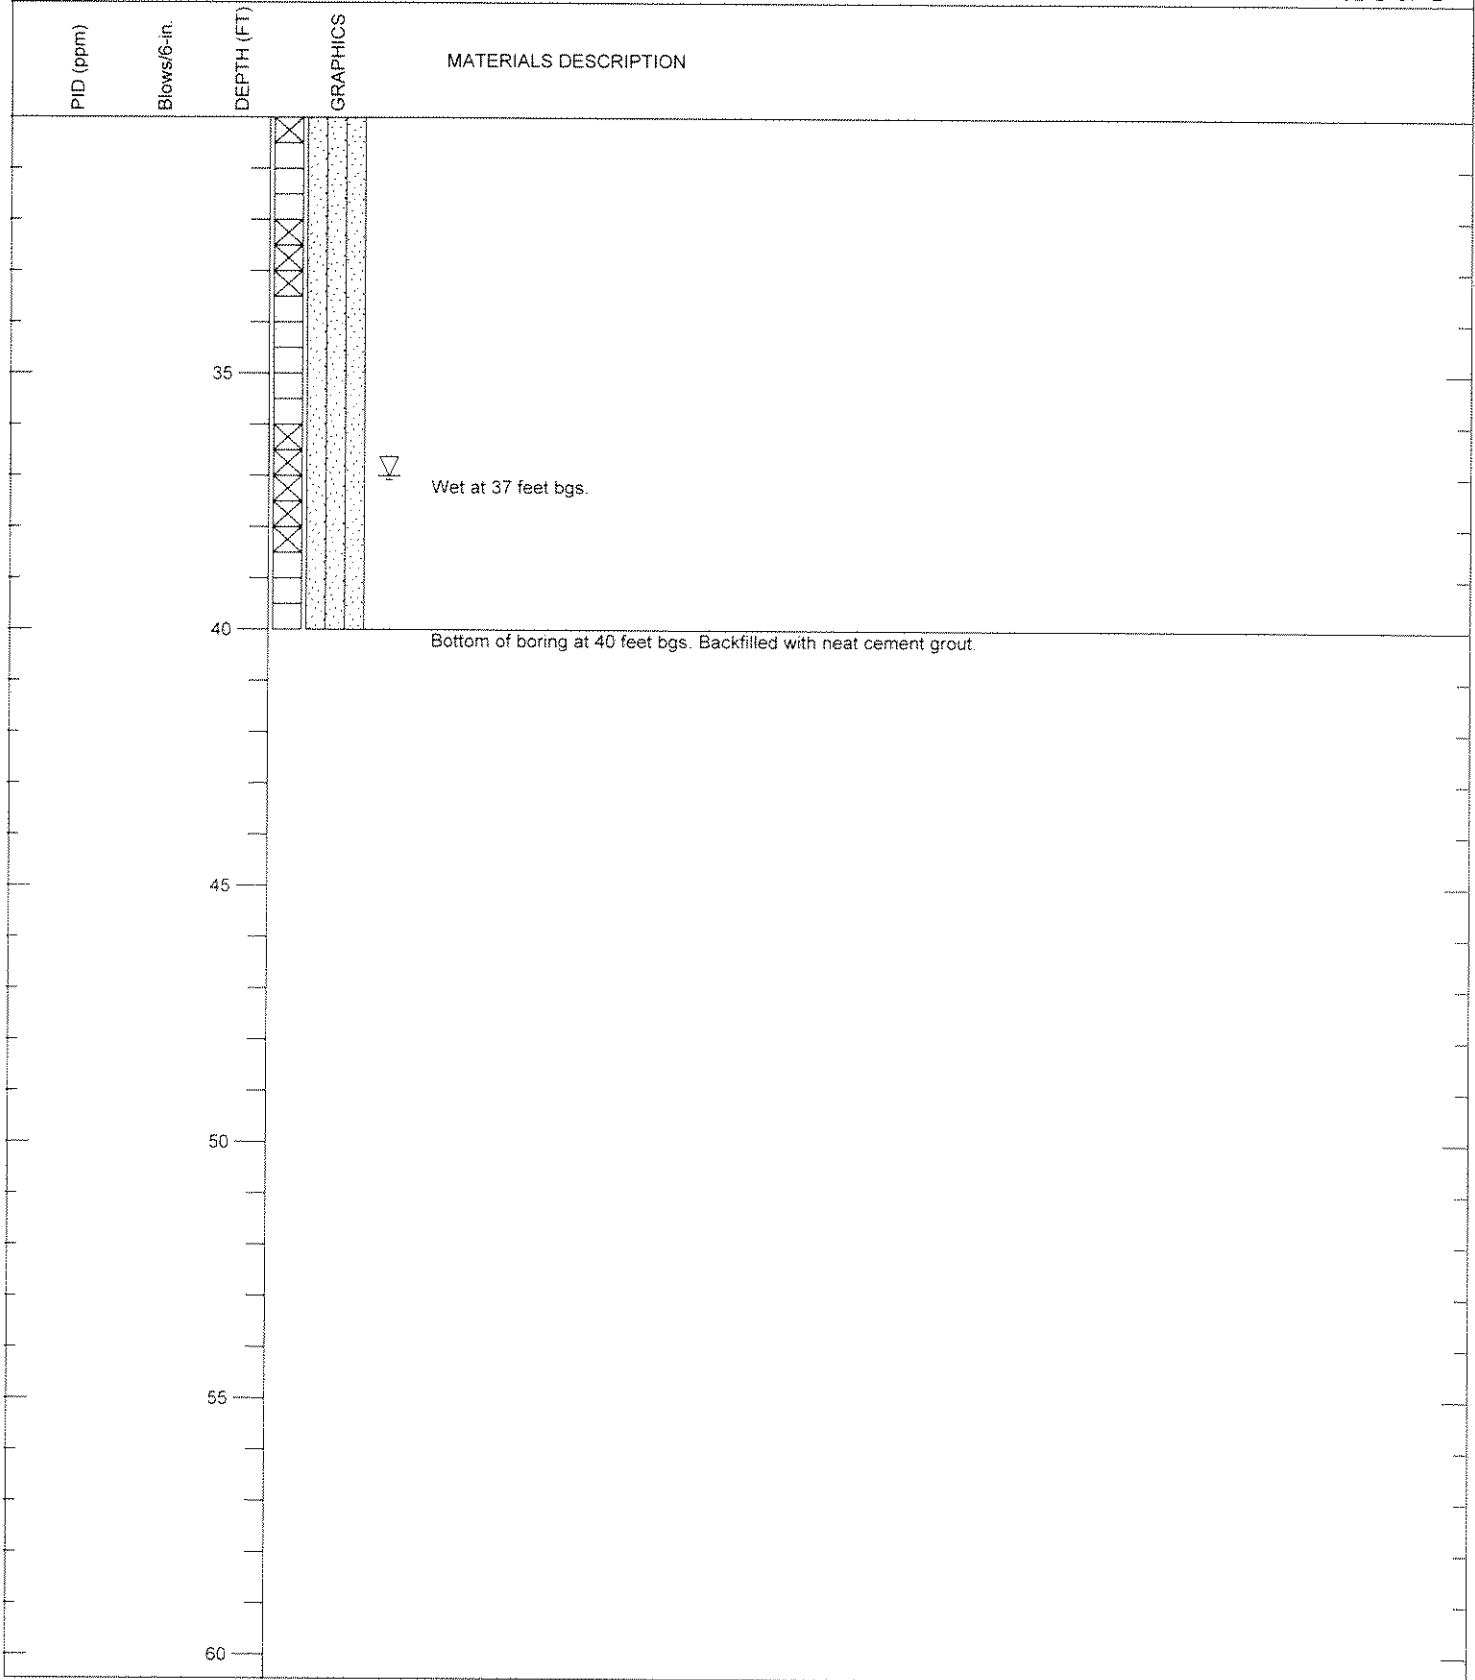 PID (ppm)
Blows/6-in.
DEPTH (FT)
GRAPHICS
MATERIALS DESCRIPTION
35
Wet at 37 feet bgs.
40
Bottom of boring at 40 feet bgs. Backfilled with neat cement grout.
45
50
55
60